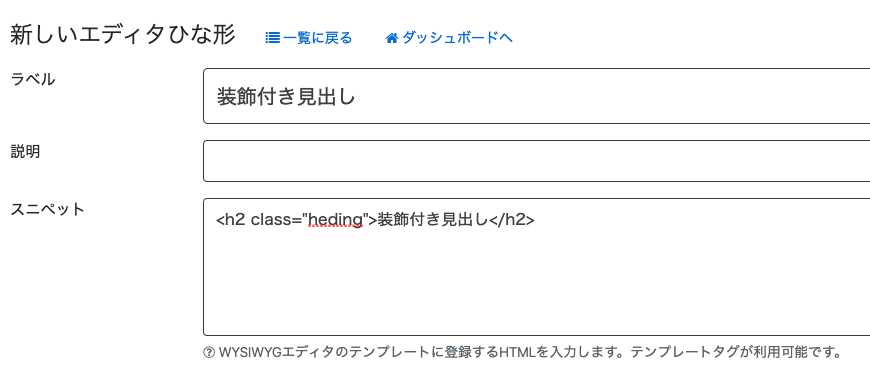 新しいエディタひな形 一覧に戻る ダッシュボードへ
ラベル
装飾付き見出し
説明
スニペット
<h2 class="heding">装飾付き見出し</h2>
WYSIWYGエディタのテンプレートに登録するHTMLを入力します。テンプレートタグが利用可能です。